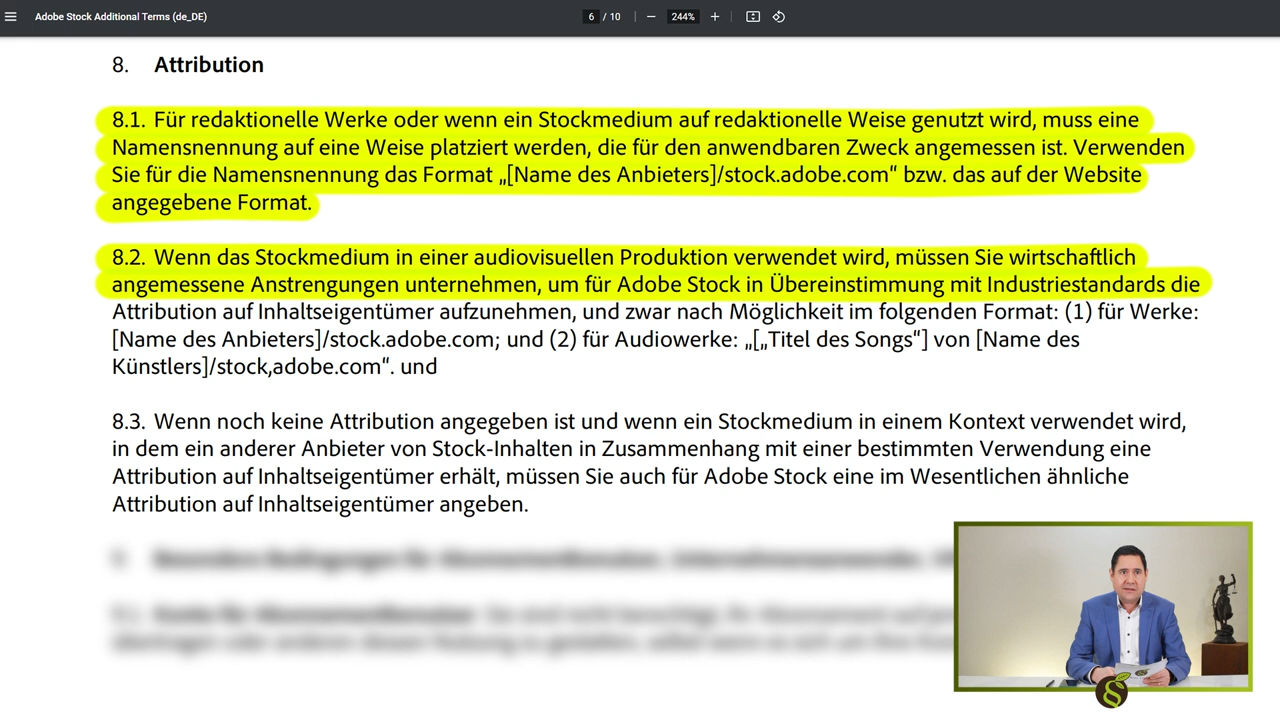 Adobe Stock Additional Terms (de_DE)
6 / 10
244%
8. Attribution
8.1. Für redaktionelle Werke oder wenn ein Stockmedium auf redaktionelle Weise genutzt wird, muss eine
Namensnennung auf eine Weise platziert werden, die für den anwendbaren Zweck angemessen ist. Verwenden
Sie für die Namensnennung das Format „[Name des Anbieters]/stock.adobe.com“ bzw. das auf der Website
angegebene Format.
8.2. Wenn das Stockmedium in einer audiovisuellen Produktion verwendet wird, müssen Sie wirtschaftlich
angemessene Anstrengungen unternehmen, um für Adobe Stock in Übereinstimmung mit Industriestandards die
Attribution auf Inhaltseigentümer aufzunehmen, und zwar nach Möglichkeit im folgenden Format: (1) für Werke:
[Name des Anbieters]/stock.adobe.com; und (2) für Audiowerke: „[„Titel des Songs“] von [Name des
Künstlers]/stock,adobe.com“. und
8.3. Wenn noch keine Attribution angegeben ist und wenn ein Stockmedium in einem Kontext verwendet wird,
in dem ein anderer Anbieter von Stock-Inhalten in Zusammenhang mit einer bestimmten Verwendung eine
Attribution auf Inhaltseigentümer erhält, müssen Sie auch für Adobe Stock eine im Wesentlichen ähnliche
Attribution auf Inhaltseigentümer angeben.